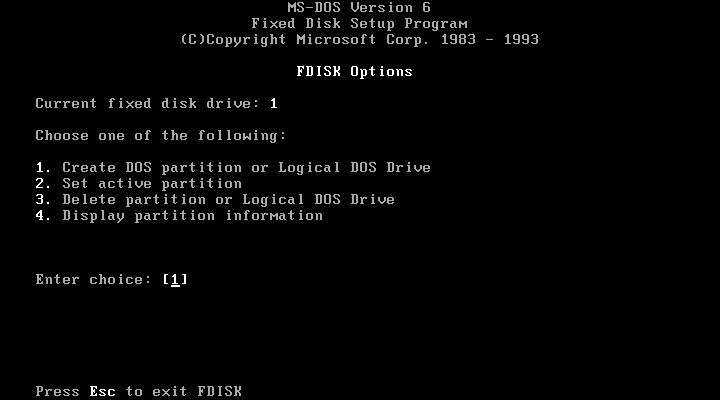 MS-DOS Version 6
Fixed Disk Setup Program
(C)Copyright Microsoft Corp. 1983 - 1993
FDISK Options
Current fixed disk drive: 1
Choose one of the following:
1. Create DOS partition or Logical DOS Drive
2. Set active partition
3. Delete partition or Logical DOS Drive
4. Display partition information
Enter choice: [1]
Press Esc to exit FDISK